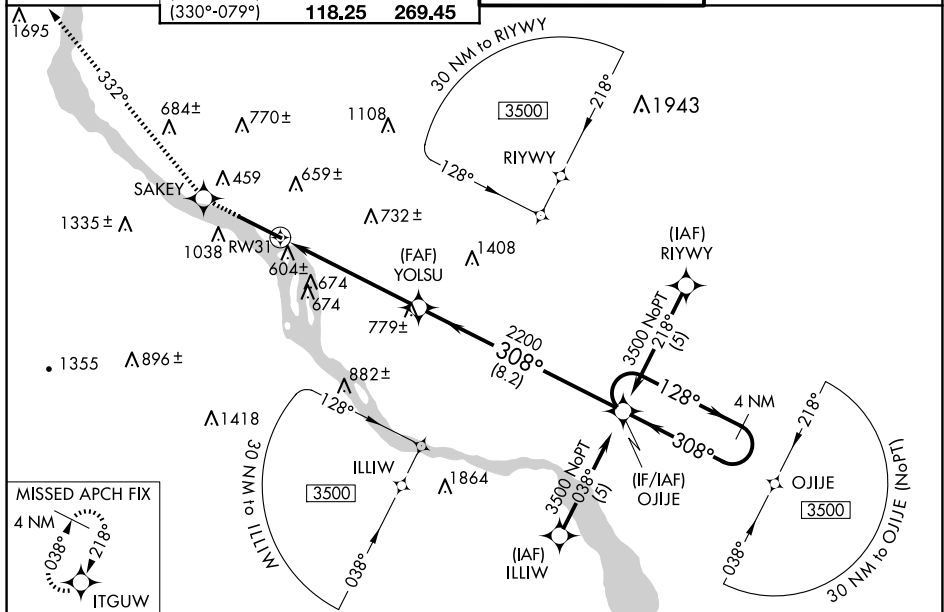 (330°-079°) 118.25 269.45
1695
332°
684±
770±
1108
30 NM to RIYWY
3500
218°
1943
RIYWY
128°
SAKEY
459
659±
1335±
1038
RW31
732±
604±
674
674
1408
(FAF)
YOLSU
779±
(IAF)
RIYWY
3500 NoPT
218°
(5)
2200
308°
(8.2)
1355
896±
882±
128°
4 NM
308°
1418
128°
30 NM to ILLIW
3500
ILLIW
1864
038°
3500 NoPT
038°
(5)
(IF/IAF)
OJIJE
(IAF)
ILLIW
218°
OJIJE
3500
038°
30 NM to OJIJE (NoPT)
MISSED APCH FIX
4 NM
038°
218°
ITGUW